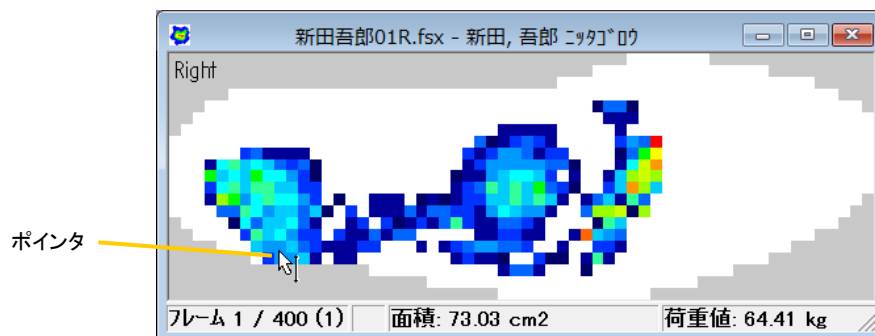 新田吾郎01R.fsx - 新田, 吾郎 ﾆｯﾀｺﾞﾛｳ
Right
ポインタ
ﾌﾚｰﾑ 1 / 400 (1) 面積: 73.03 cm2 荷重値: 64.41 kg